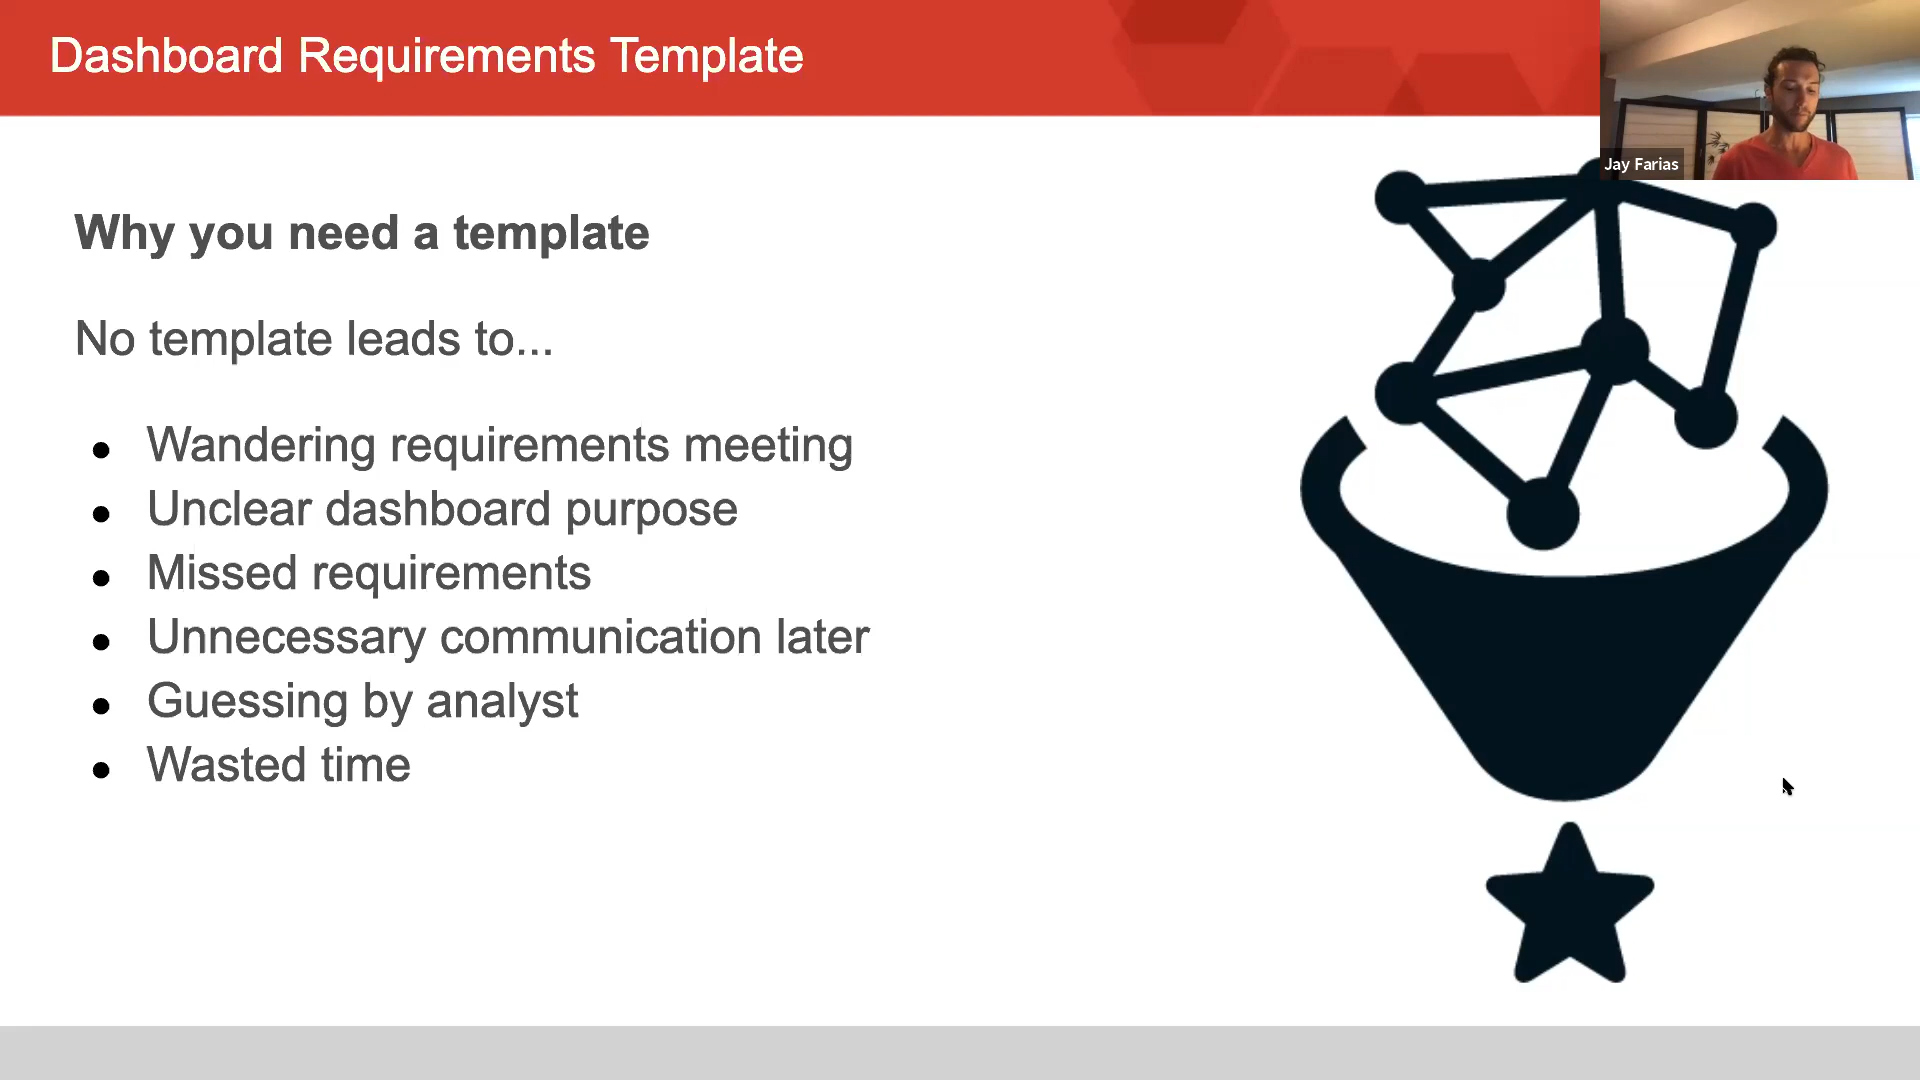 Dashboard Requirements Template
Jay Farias
Why you need a template
No template leads to...
● Wandering requirements meeting
● Unclear dashboard purpose
● Missed requirements
● Unnecessary communication later
● Guessing by analyst
● Wasted time